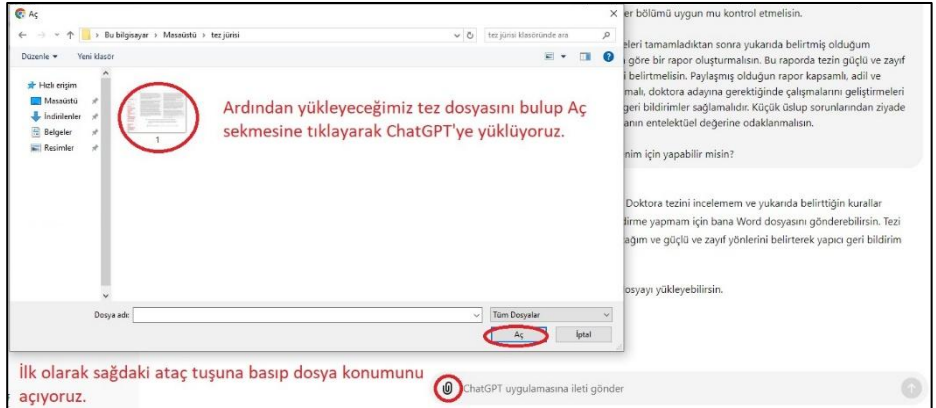 Aç
Bu bilgisayar > Masaüstü > tez jürisi
tez jürisi klasöründe ara
Düzenle
Yeni klasör
Hızlı erişim
Masaüstü
İndirilenler
Belgeler
Resimler
1
Ardından yükleyeceğimiz tez dosyasını bulup Aç
sekmesine tıklayarak ChatGPT'ye yüklüyoruz.
Dosya adı:
Tüm Dosyalar
Aç
İptal
er bölümü uygun mu kontrol etmelisin.
eleri tamamladıktan sonra yukarıda belirtmiş olduğum
göre bir rapor oluşturmalısın. Bu raporda tezin güçlü ve zayıf
i belirtmelisin. Paylaşmış olduğun rapor kapsamlı, adil ve
malı, doktora adayına gerektiğinde çalışmalarını geliştirmeleri
geri bildirimler sağlamalıdır. Küçük üslup sorunlarından ziyade
anın entelektüel değerine odaklanmalısın.
nim için yapabilir misin?
Doktora tezini incelemem ve yukarıda belirttiğin kurallar
dirme yapmam için bana Word dosyasını gönderebilirsin. Tezi
ağım ve güçlü ve zayıf yönlerini belirterek yapıcı geri bildirim
osyayı yükleyebilirsin.
İlk olarak sağdaki ataç tuşuna basıp dosya konumunu
açıyoruz.
ChatGPT uygulamasına ileti gönder